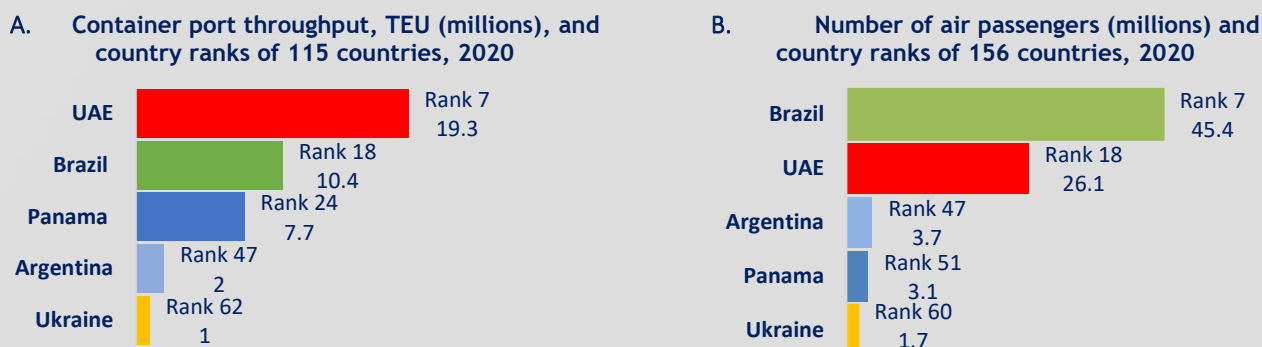 A. Container port throughput, TEU (millions), and
country ranks of 115 countries, 2020
UAE
Rank 7
19.3
Brazil
Rank 18
10.4
Panama
Rank 24
7.7
Argentina
Rank 47
2
Ukraine
Rank 62
1
B. Number of air passengers (millions) and
country ranks of 156 countries, 2020
Brazil
Rank 7
45.4
UAE
Rank 18
26.1
Argentina
Rank 47
3.7
Panama
Rank 51
3.1
Ukraine
Rank 60
1.7